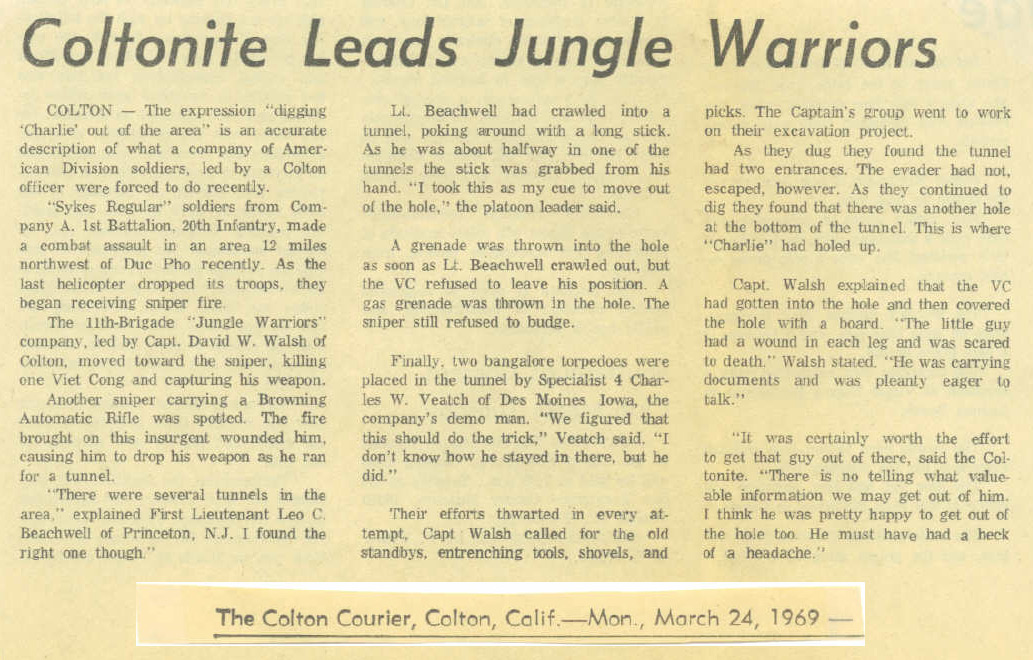 Coltonite Leads Jungle Warriors
COLTON — The expression "digging
'Charlie' out of the area" is an accurate
description of what a company of Amer-
ican Division soldiers, led by a Colton
officer were forced to do recently.
"Sykes Regular" soldiers from Com-
pany A. 1st Battalion, 20th Infantry, made
a combat assault in an area 12 miles
northwest of Duc Pho recently. As the
last helicopter dropped its troops, they
began receiving sniper fire.
The 11th-Brigade "Jungle Warriors"
company, led by Capt. David W. Walsh of
Colton, moved toward the sniper, killing
one Viet Cong and capturing his weapon.
Another sniper carrying a Browning
Automatic Rifle was spotted. The fire
brought on this insurgent wounded him,
causing him to drop his weapon as he ran
for a tunnel.
"There were several tunnels in the
area," explained First Lieutenant Leo C.
Beachwell of Princeton, N.J. I found the
right one though."
Lt. Beachwell had crawled into a
tunnel, poking around with a long stick.
As he was about halfway in one of the
tunnels the stick was grabbed from his
hand. "I took this as my cue to move out
of the hole," the platoon leader said.
A grenade was thrown into the hole
as soon as Lt. Beachwell crawled out, but
the VC refused to leave his position. A
gas grenade was thrown in the hole. The
sniper still refused to budge.
Finally, two bangalore torpedoes were
placed in the tunnel by Specialist 4 Char-
les W. Veatch of Des Moines Iowa, the
company's demo man. "We figured that
this should do the trick," Veatch said. "I
don't know how he stayed in there, but he
did."
Their efforts thwarted in every at-
tempt, Capt Walsh called for the old
standbys, entrenching tools, shovels, and
picks. The Captain's group went to work
on their excavation project.
As they dug they found the tunnel
had two entrances. The evader had not,
escaped, however. As they continued to
dig they found that there was another hole
at the bottom of the tunnel. This is where
"Charlie" had holed up.
Capt. Walsh explained that the VC
had gotten into the hole and then covered
the hole with a board. "The little guy
had a wound in each leg and was scared
to death." Walsh stated. "He was carrying
documents and was pleanty eager to
talk."
"It was certainly worth the effort
to get that guy out of there, said the Col-
tonite. "There is no telling what value-
able information we may get out of him.
I think he was pretty happy to get out of
the hole too. He must have had a heck
of a headache."
The Colton Courier, Colton, Calif.—Mon., March 24, 1969 —